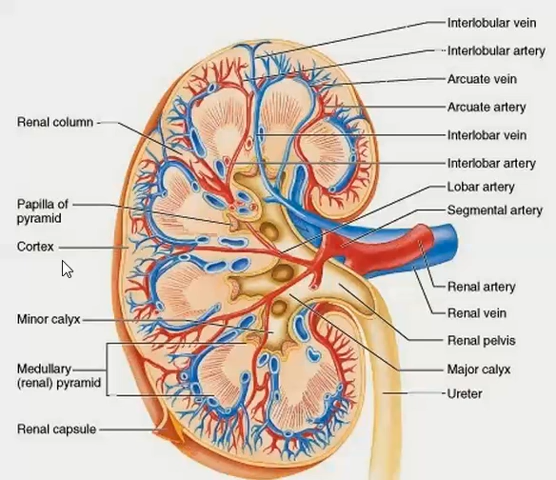 Interlobular vein
Interlobular artery
Arcuate vein
Arcuate artery
Renal column
Interlobar vein
Interlobar artery
Lobar artery
Papilla of
pyramid
Segmental artery
Cortex
Renal artery
Renal vein
Minor calyx
Renal pelvis
Medullary
(renal) pyramid
Major calyx
Ureter
Renal capsule